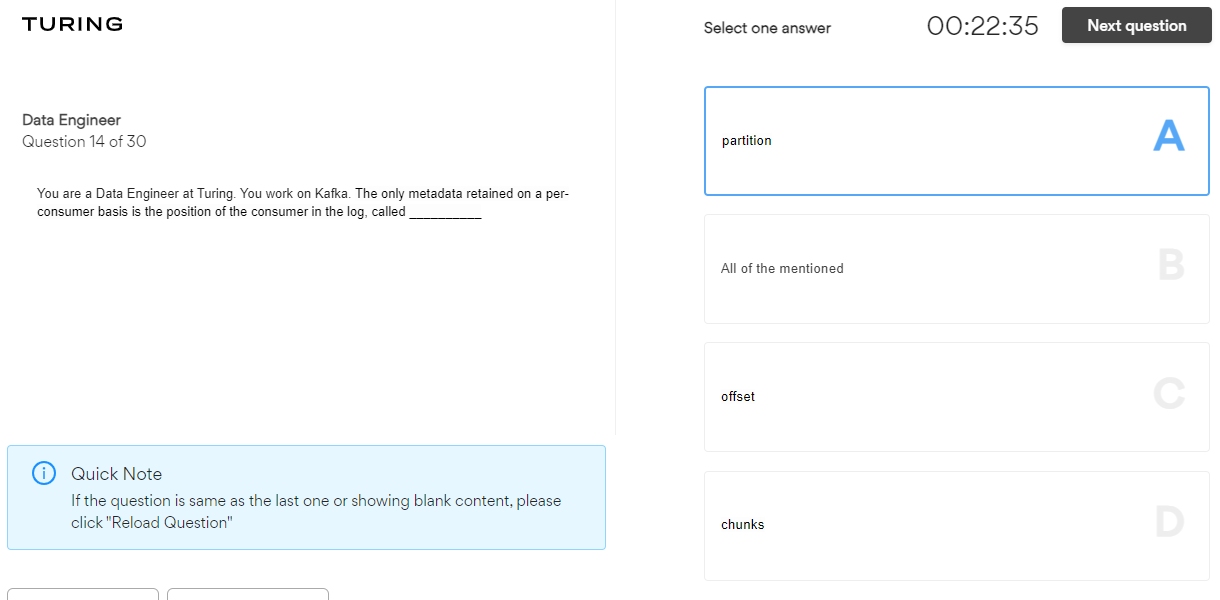 TURING
Select one answer
00:22:35
Next question
Data Engineer
Question 14 of 30
You are a Data Engineer at Turing. You work on Kafka. The only metadata retained on a per-
consumer basis is the position of the consumer in the log, called __________
partition
A
All of the mentioned
B
offset
C
chunks
D
Quick Note
If the question is same as the last one or showing blank content, please
click "Reload Question"